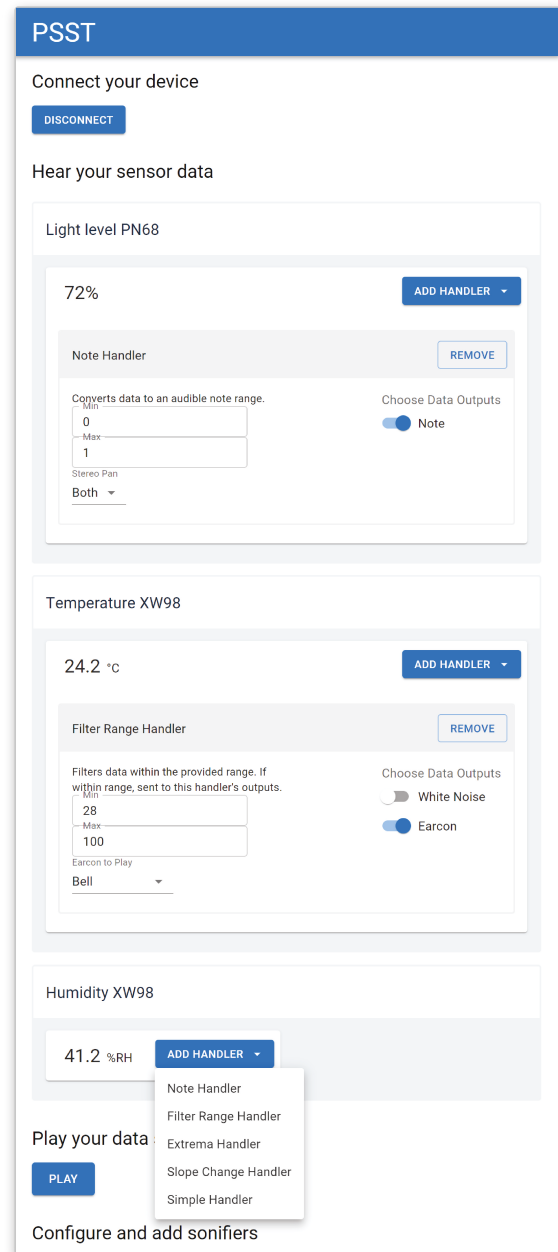 PSST
Connect your device
DISCONNECT
Hear your sensor data
Light level PN68
72%
ADD HANDLER
Note Handler
REMOVE
Converts data to an audible note range.
Choose Data Outputs
Min
0
Note
Max
1
Stereo Pan
Both
Temperature XW98
24.2 °C
ADD HANDLER
Filter Range Handler
REMOVE
Filters data within the provided range. If
within range, sent to this handler's outputs.
Choose Data Outputs
Min
28
White Noise
Max
100
Earcon
Earcon to Play
Bell
Humidity XW98
41.2 %RH
ADD HANDLER
Note Handler
Filter Range Handler
Extrema Handler
Slope Change Handler
Simple Handler
Play your data
PLAY
Configure and add sonifiers